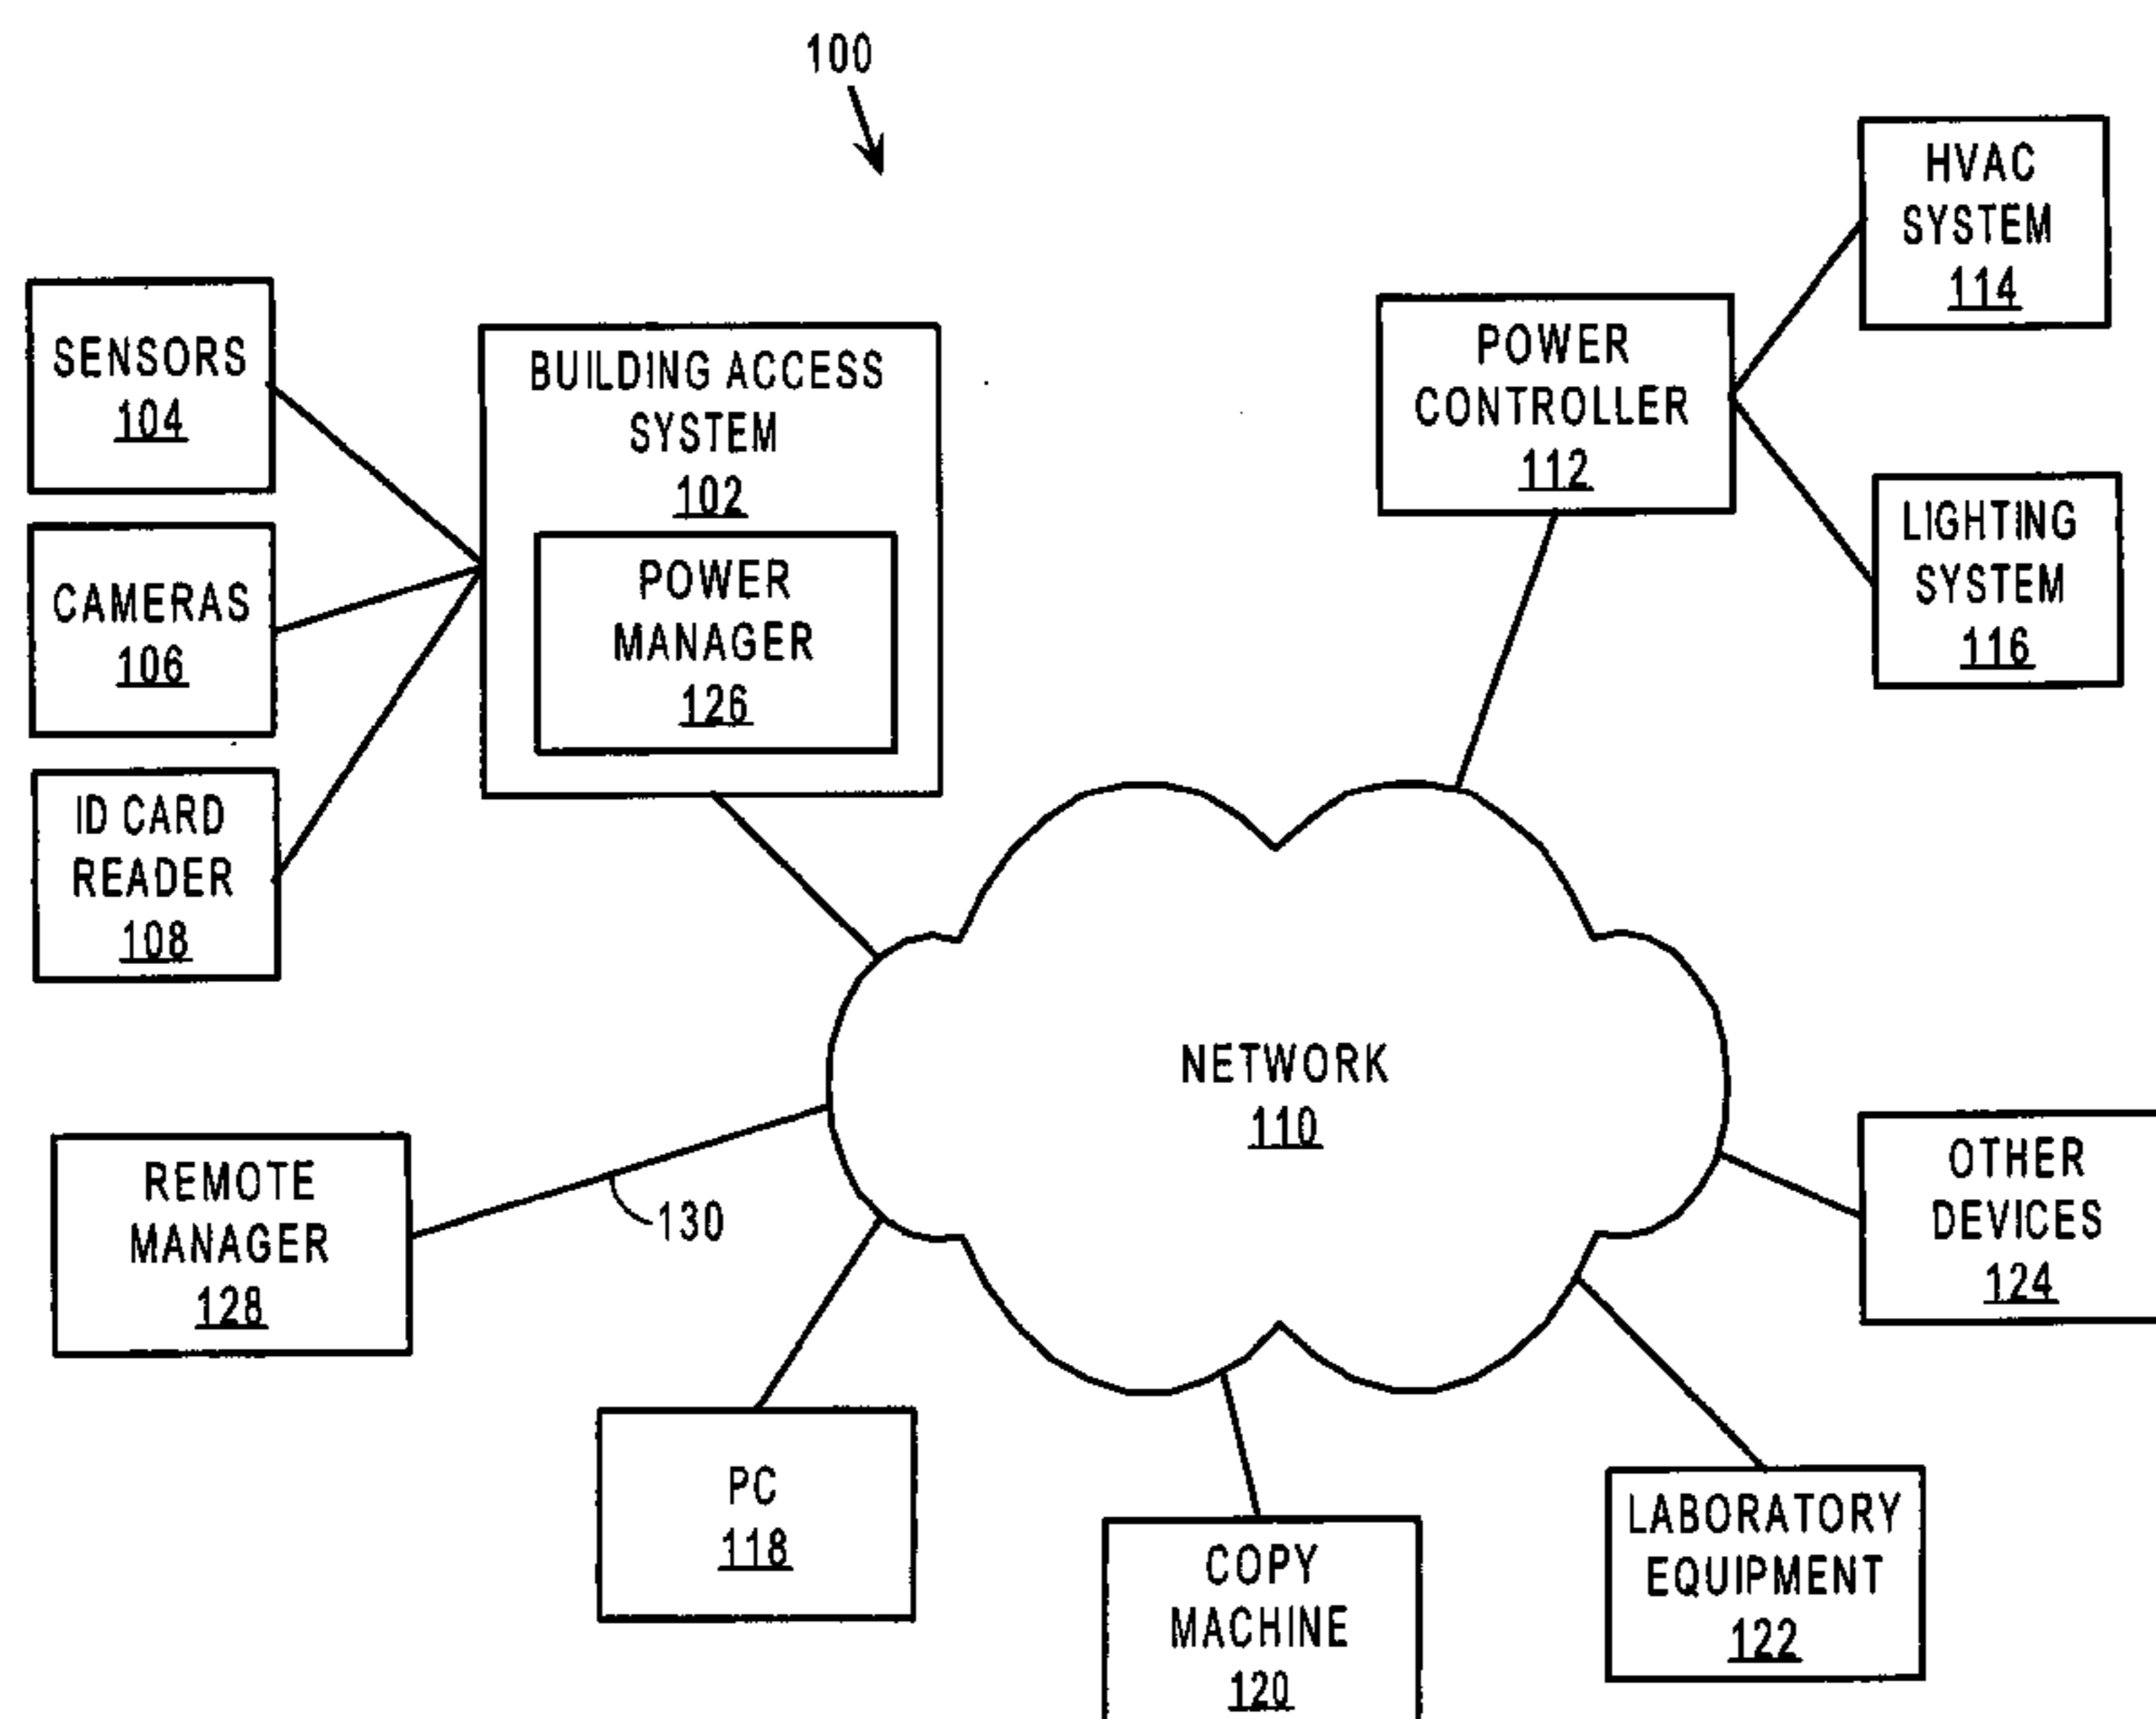 100
HVAC
SYSTEM
114
SENSORS
104
BUILDING ACCESS
SYSTEM
102
POWER
MANAGER
126
POWER
CONTROLLER
112
LIGHTING
SYSTEM
116
CAMERAS
106
ID CARD
READER
108
NETWORK
110
REMOTE
MANAGER
128
130
OTHER
DEVICES
124
PC
118
COPY
MACHINE
120
LABORATORY
EQUIPMENT
122